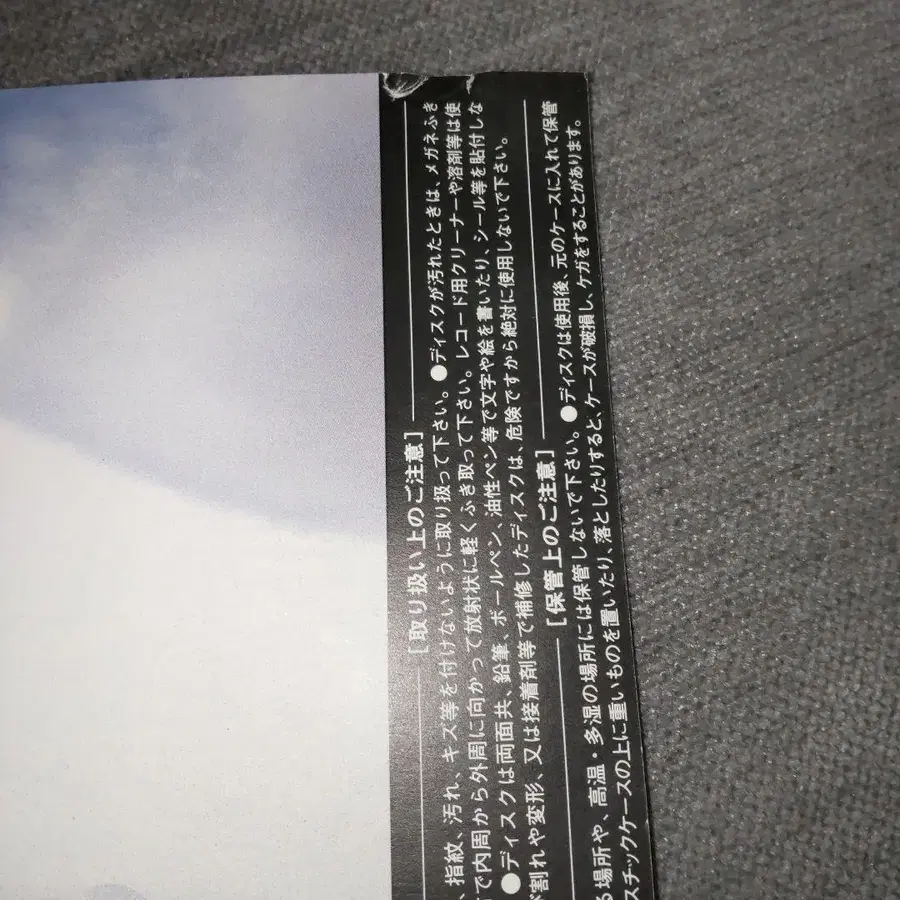 [取り扱い上のご注意]
、指紋、汚れ、キズ等を付けないように取り扱って下さい。●ディスクが汚れたときは、メガネふき
で内周から外周に向かって放射状に軽くふき取って下さい。レコード用クリーナーや溶剤等は使
●ディスクは両面共、鉛筆、ボールペン、油性ペン等で文字や絵を書いたり、シール等を貼付しな
割れや変形、又は接着剤等で補修したディスクは、危険ですから絶対に使用しないで下さい。
[保管上のご注意]
る場所や、高温・多湿の場所には保管しないで下さい。●ディスクは使用後、元のケースに入れて保管
スチックケースの上に重いものを置いたり、落としたりすると、ケースが破損し、ケガをすることがあります。